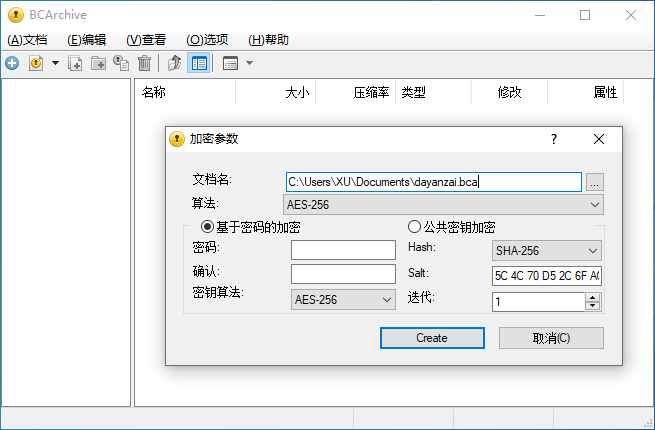 BCArchive
(A)文档 (E)编辑 (V)查看 (O)选项 (H)帮助
名称 大小 压缩率 类型 修改 属性
加密参数 ?
文档名: C:\Users\XU\Documents\dayanzai.bca ...
算法: AES-256
基于密码的加密 公共密钥加密
密码: Hash: SHA-256
确认: Salt: 5C 4C 70 D5 2C 6F A0
密钥算法: AES-256 迭代: 1
Create 取消(C)